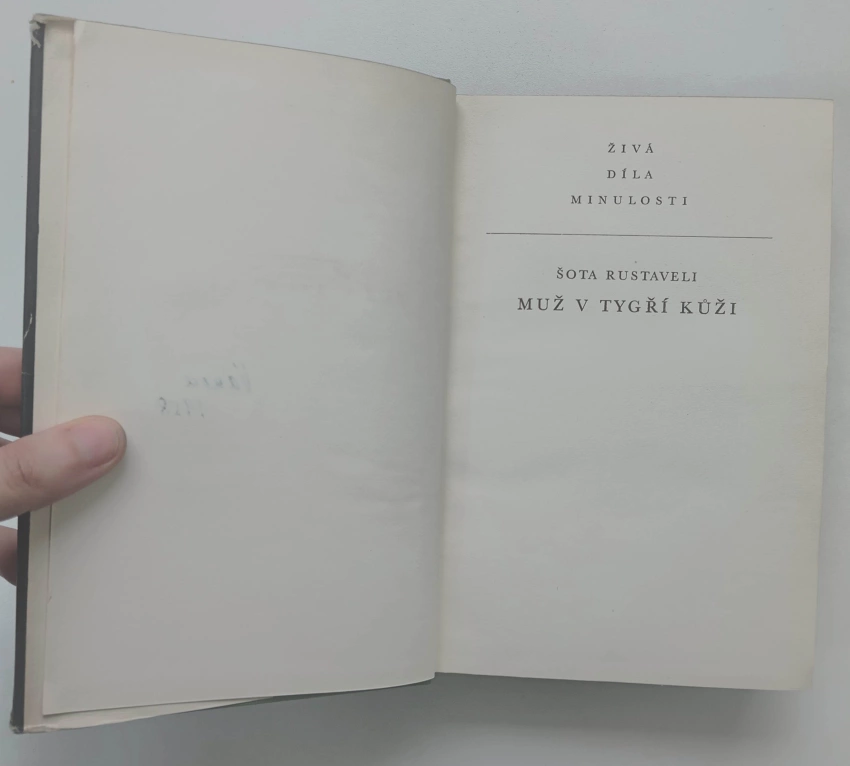 ŽIVÁ
DÍLA
MINULOSTI
ŠOTA RUSTAVELI
MUŽ V TYGŘÍ KŮŽI